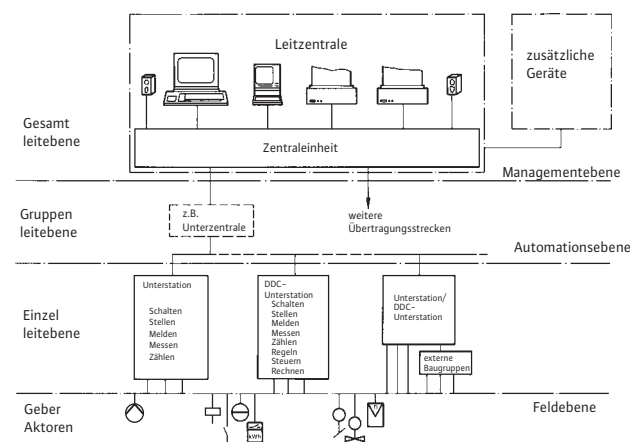 Leitzentrale
zusätzliche
Geräte
Gesamt
leitebene
Zentraleinheit
Managementebene
Gruppen
leitebene
z.B.
Unterzentrale
weitere
Übertragungsstrecken
Automationsebene
Einzel
leitebene
Unterstation
Schalten
Stellen
Melden
Messen
Zählen
DDC-
Unterstation
Schalten
Stellen
Melden
Messen
Zählen
Regeln
Steuern
Rechnen
Unterstation/
DDC-
Unterstation
externe
Baugruppen
Geber
Aktoren
kWh
h
Feldebene